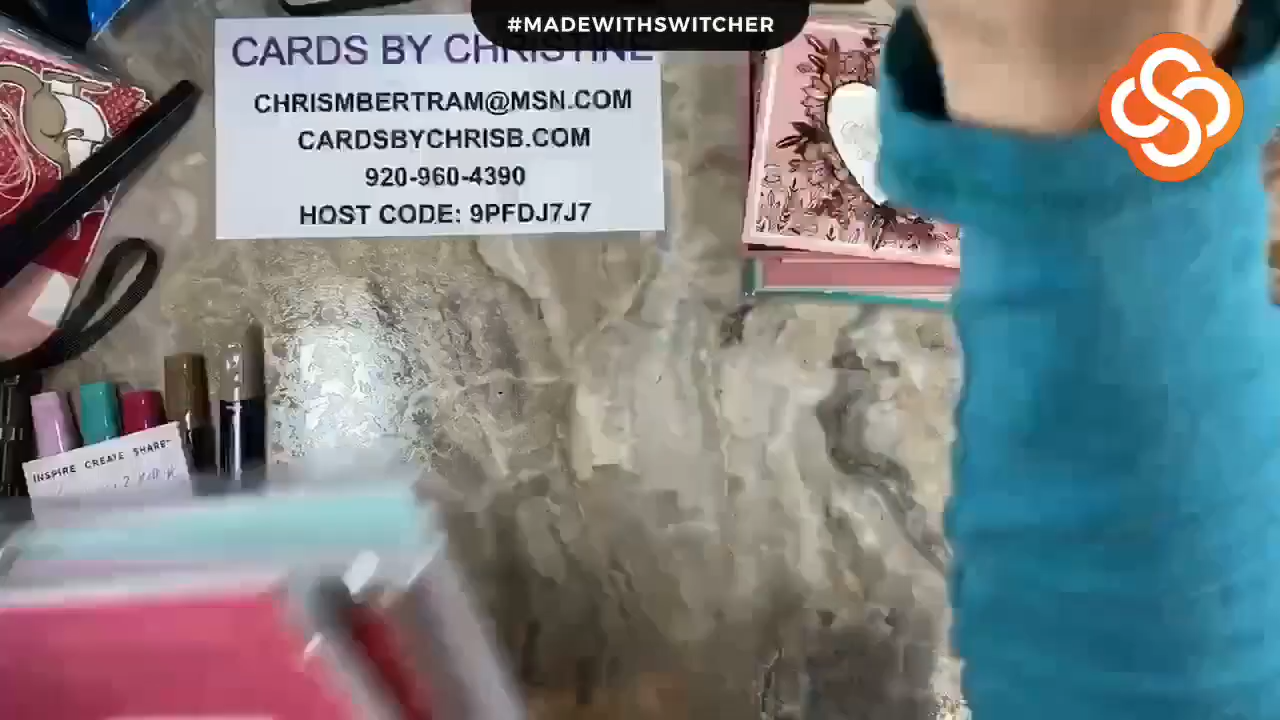 #MADEWITHSWITCHER
CARDS BY CHRISTINE
CHRISMBERTRAM@MSN.COM
CARDSBYCHRISB.COM
920-960-4390
HOST CODE: 9PFDJ7J7
INSPIRE CREATE SHARE